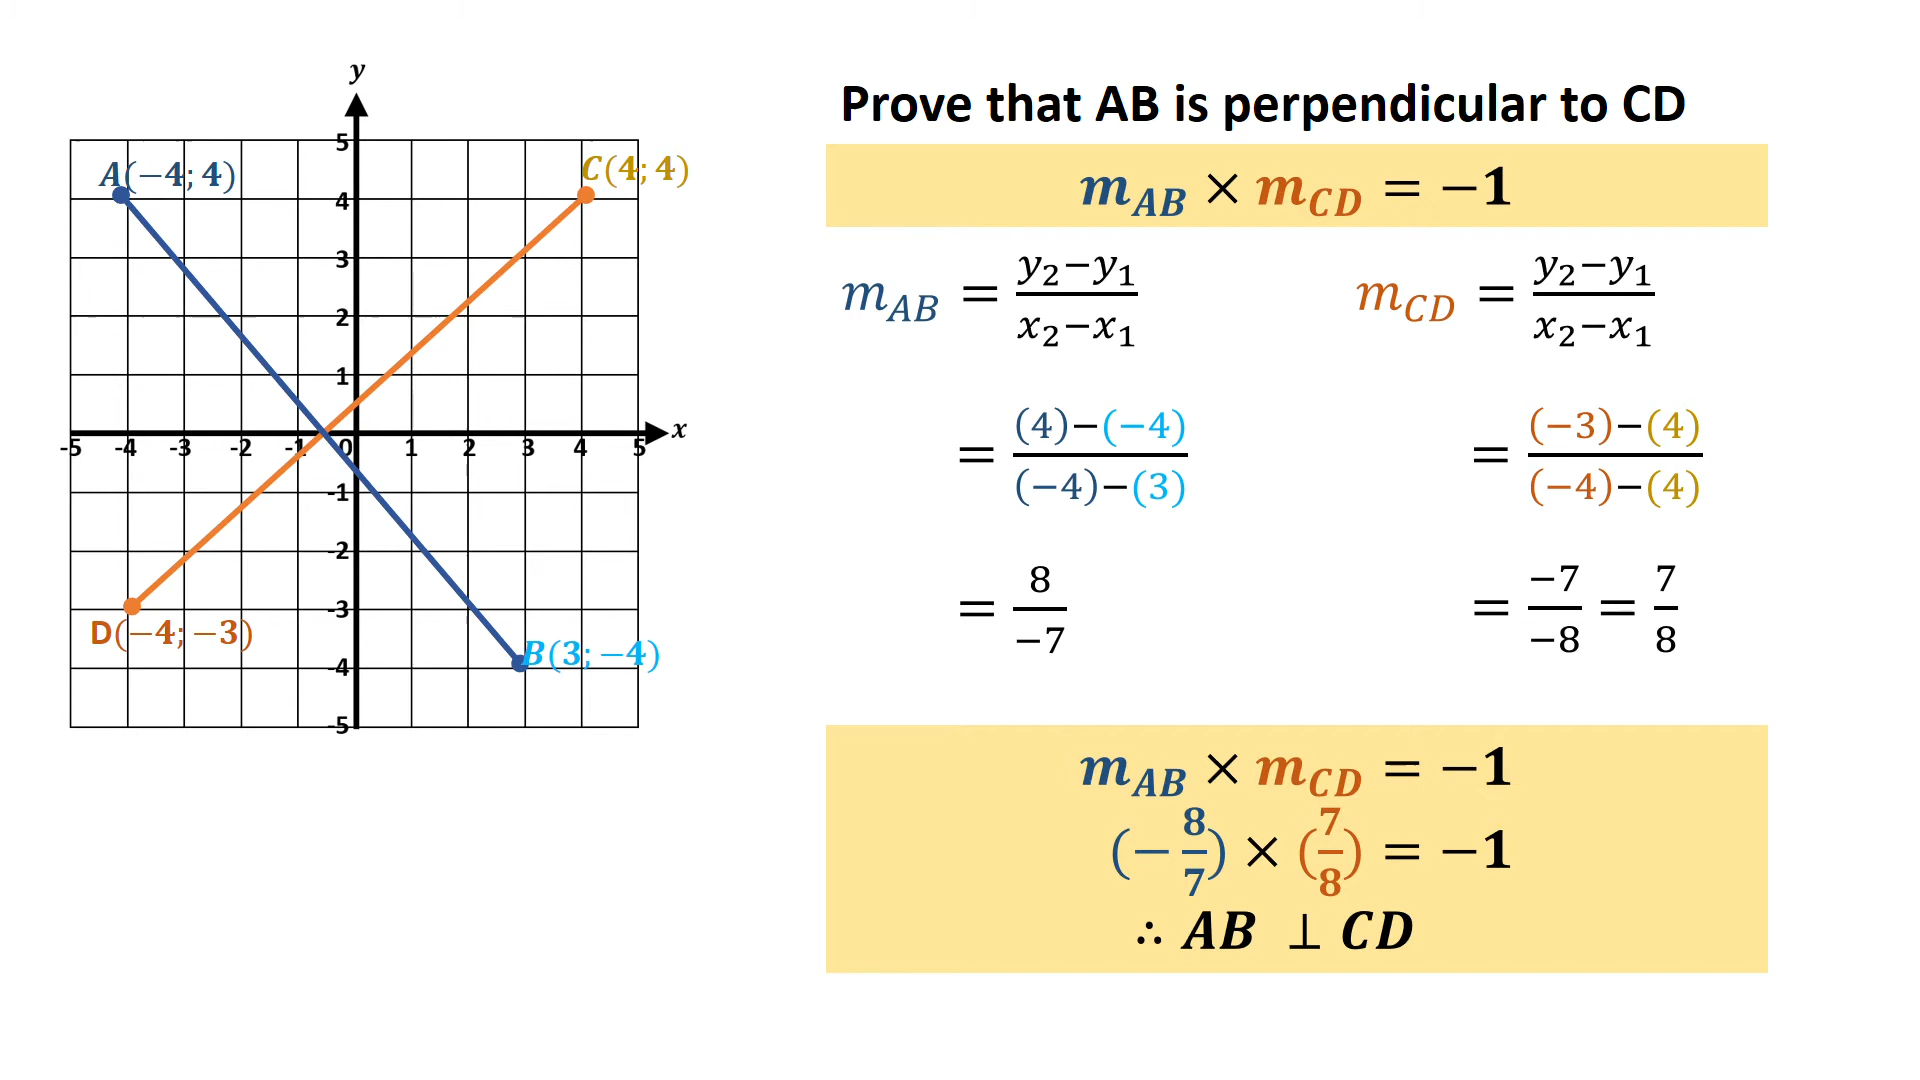 y
5
A(−4; 4)
C(4; 4)
4
3
2
1
x
-5 -4 -3 -2 -1 0 1 2 3 4 5
-1
-2
-3
D(−4; −3)
B(3; −4)
-4
-5
Prove that AB is perpendicular to CD
m_AB × m_CD = −1
m_AB = (y₂−y₁)/(x₂−x₁)
m_CD = (y₂−y₁)/(x₂−x₁)
= ((4)−(−4))/((−4)−(3))
= ((−3)−(4))/((−4)−(4))
= 8/−7
= −7/−8 = 7/8
m_AB × m_CD = −1
(−8/7) × (7/8) = −1
∴ AB ⊥ CD